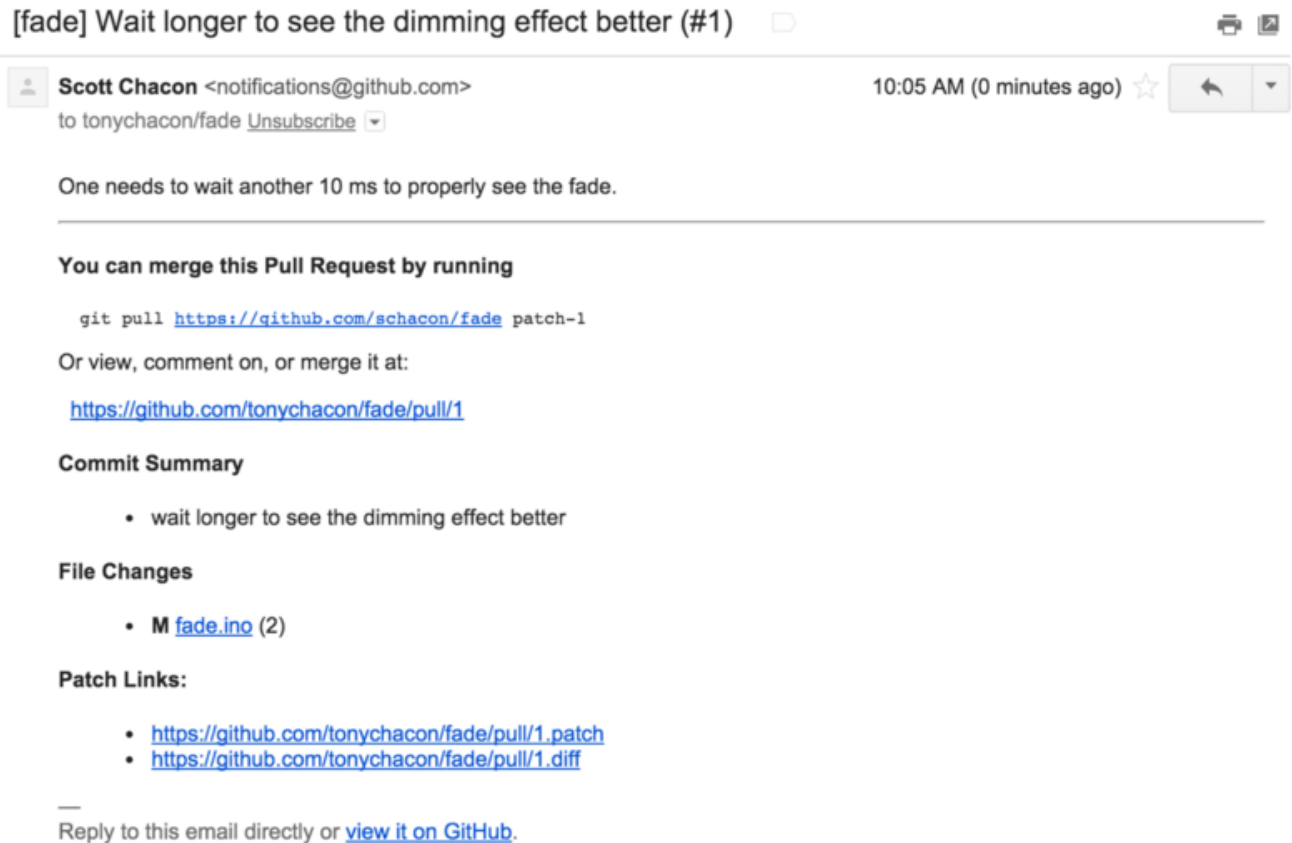 [fade] Wait longer to see the dimming effect better (#1)
Scott Chacon <notifications@github.com>
10:05 AM (0 minutes ago)
to tonychacon/fade Unsubscribe
One needs to wait another 10 ms to properly see the fade.
You can merge this Pull Request by running
git pull https://github.com/schacon/fade patch-1
Or view, comment on, or merge it at:
https://github.com/tonychacon/fade/pull/1
Commit Summary
• wait longer to see the dimming effect better
File Changes
• M fade.ino (2)
Patch Links:
• https://github.com/tonychacon/fade/pull/1.patch
• https://github.com/tonychacon/fade/pull/1.diff
—
Reply to this email directly or view it on GitHub.